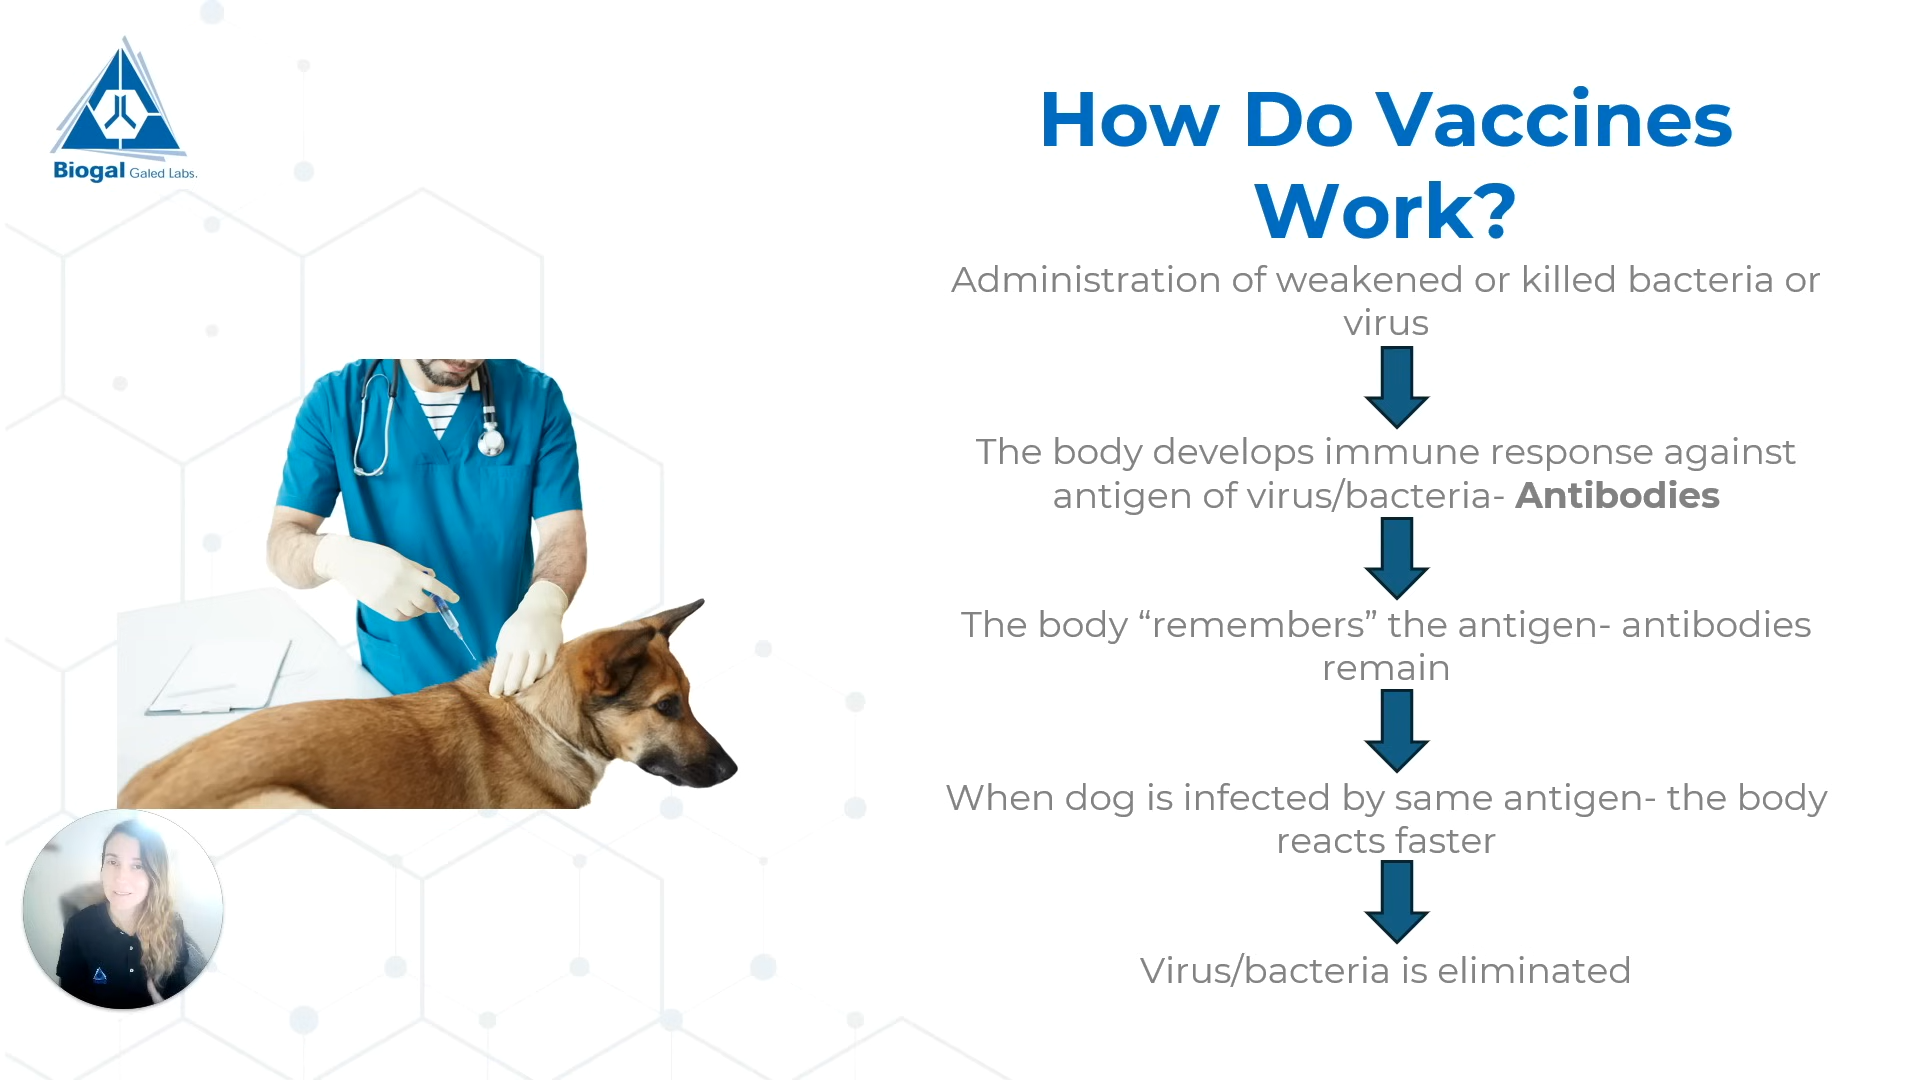 Biogal Galed Labs.
How Do Vaccines
Work?
Administration of weakened or killed bacteria or
virus
The body develops immune response against
antigen of virus/bacteria- Antibodies
The body “remembers” the antigen- antibodies
remain
When dog is infected by same antigen- the body
reacts faster
Virus/bacteria is eliminated